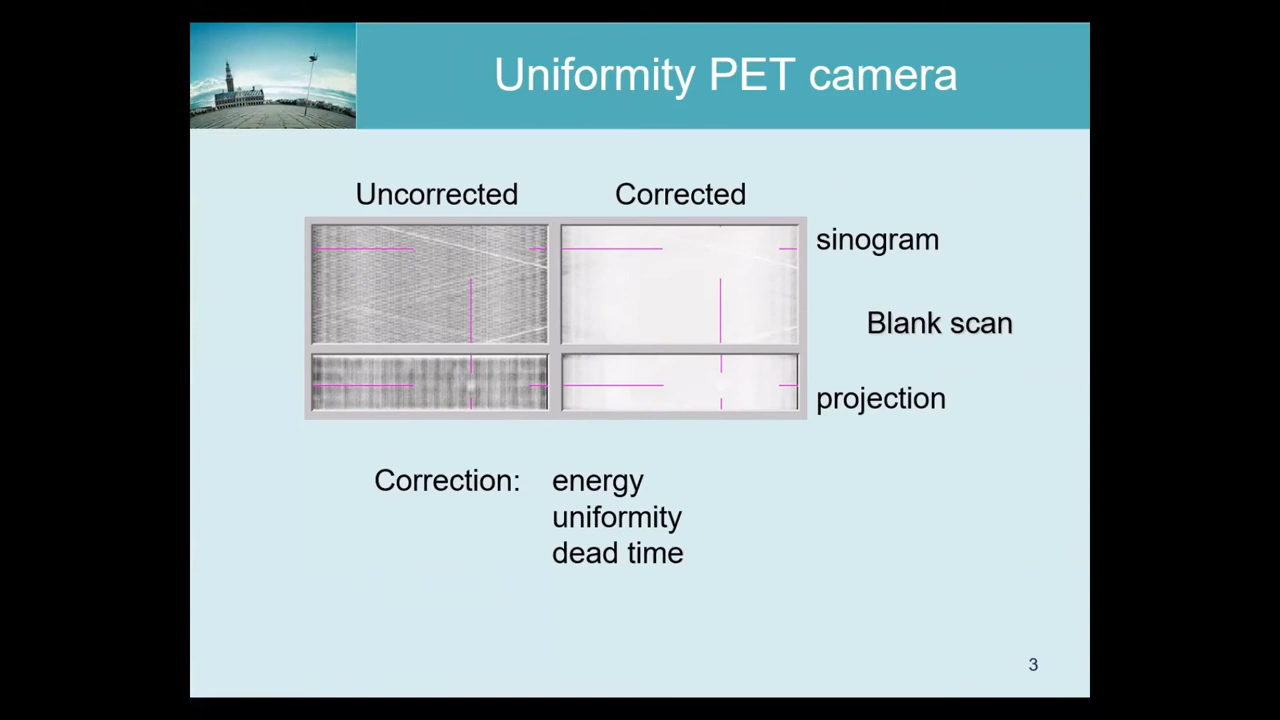 Uniformity PET camera
Uncorrected
Corrected
sinogram
Blank scan
projection
Correction:
energy
uniformity
dead time
3